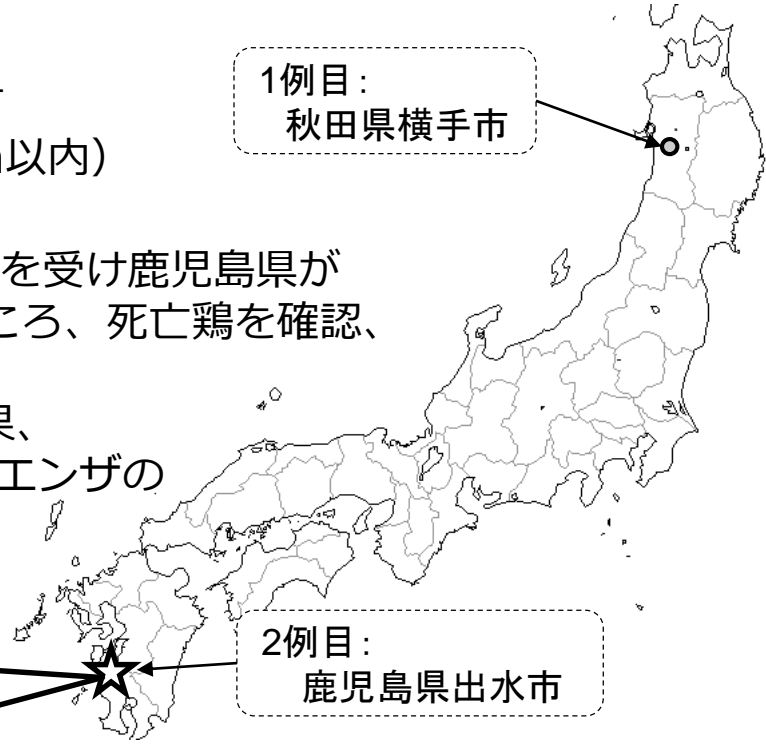 1例目:
秋田県横手市
以内)
を受け鹿児島県が
ころ、死亡鶏を確認、
果、
エンザの
2例目:
鹿児島県出水市